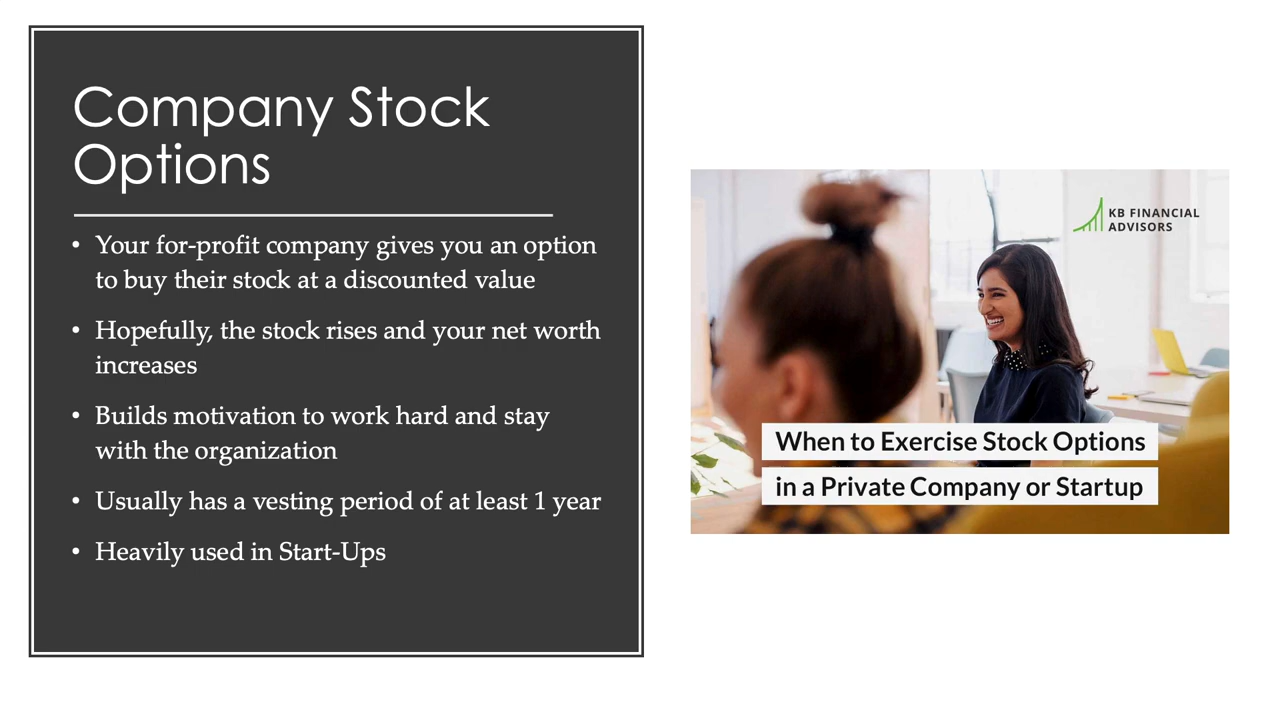 Company Stock
Options
• Your for-profit company gives you an option
to buy their stock at a discounted value
• Hopefully, the stock rises and your net worth
increases
• Builds motivation to work hard and stay
with the organization
• Usually has a vesting period of at least 1 year
• Heavily used in Start-Ups
KB FINANCIAL
ADVISORS
When to Exercise Stock Options
in a Private Company or Startup